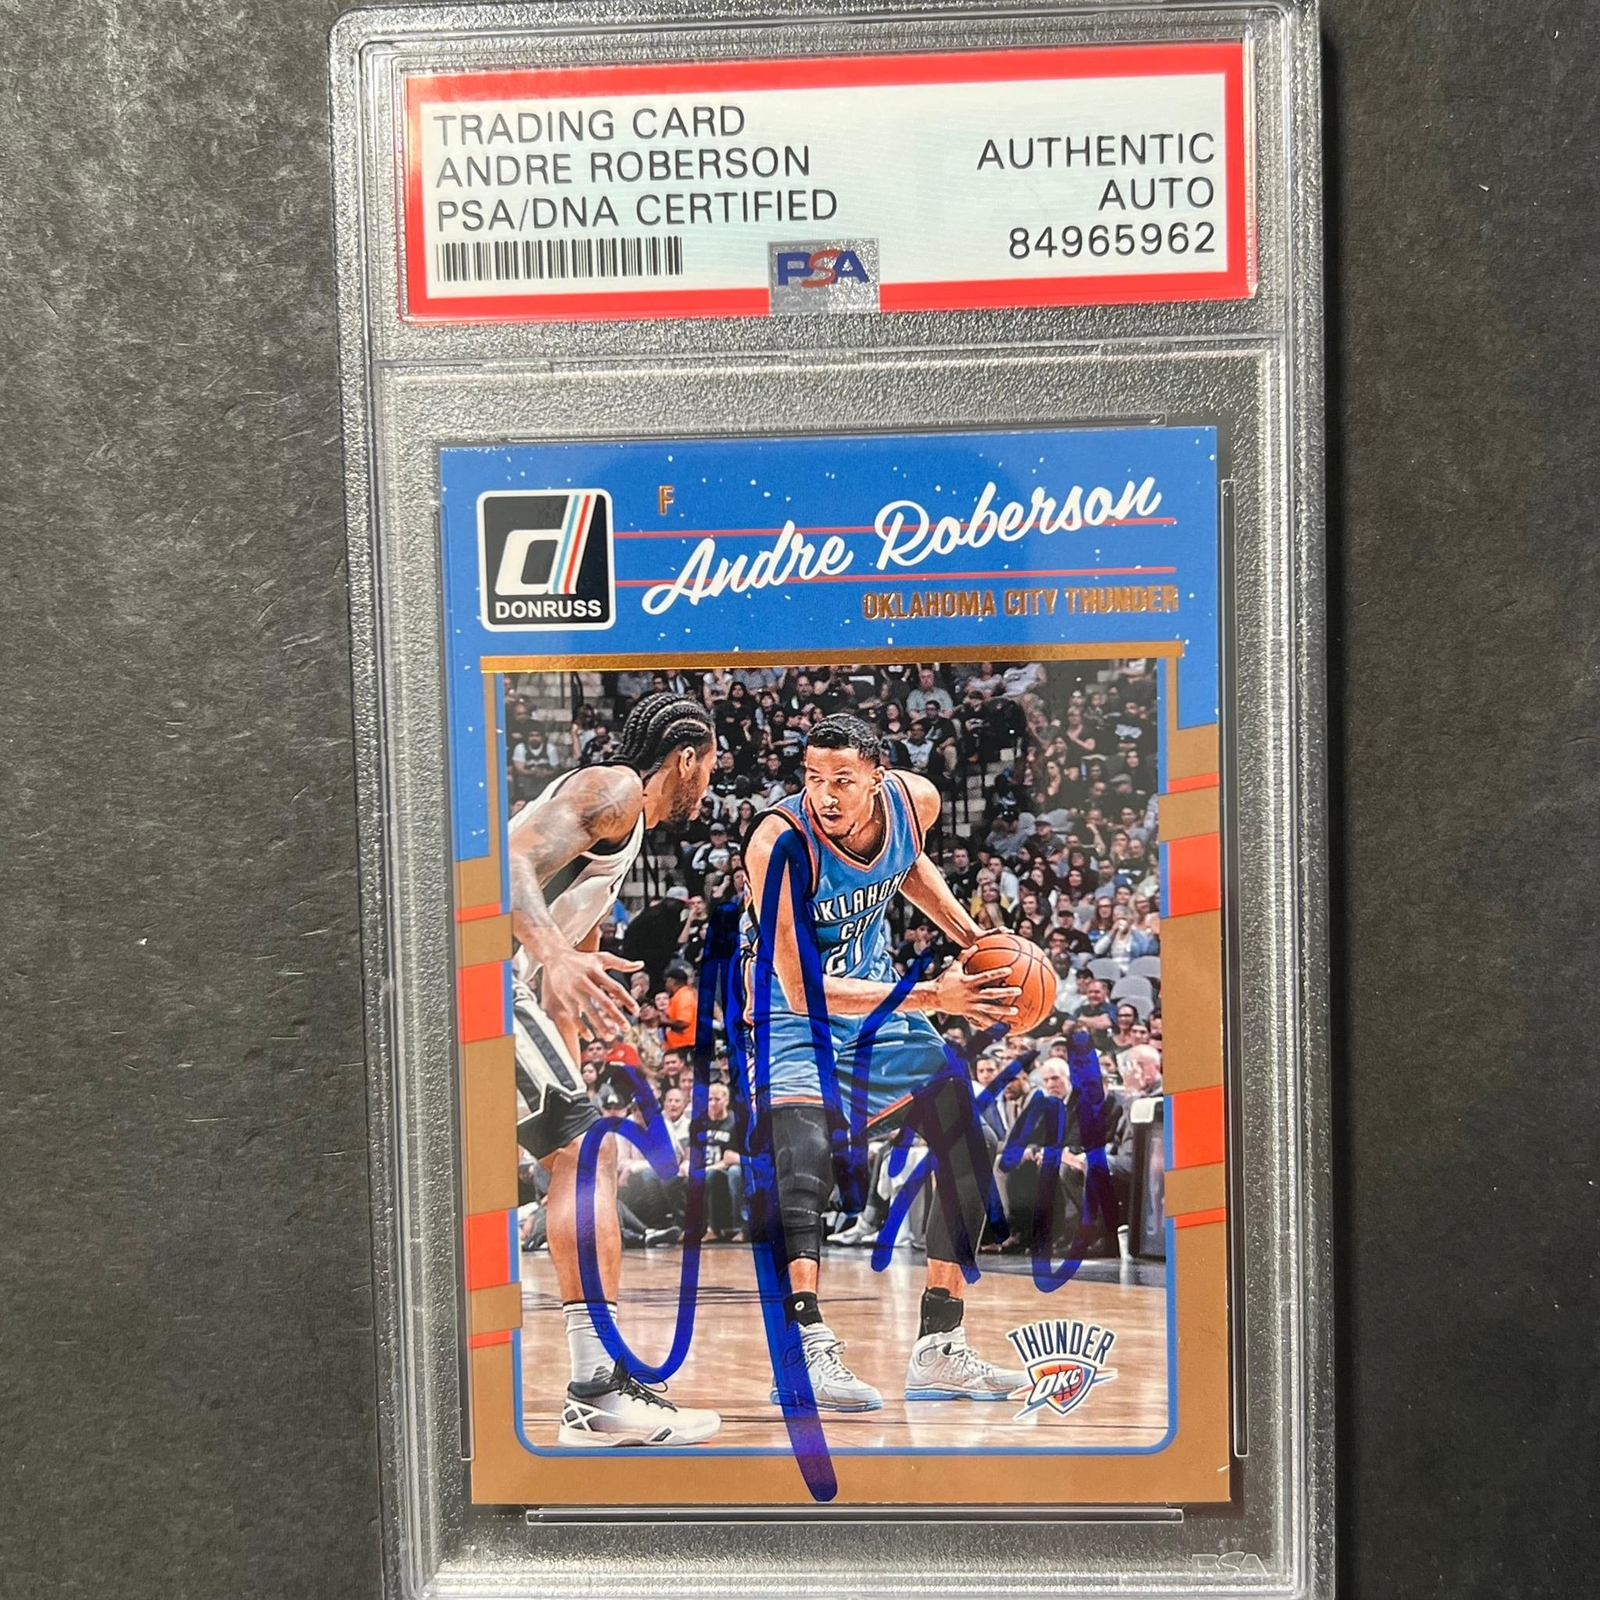 TRADING CARD
ANDRE ROBERSON
PSA/DNA CERTIFIED
AUTHENTIC
AUTO
84965962
PSA
d
DONRUSS
F
Andre Roberson
OKLAHOMA CITY THUNDER
OKLAHOMA
CITY
21
THUNDER
OKC
PSA